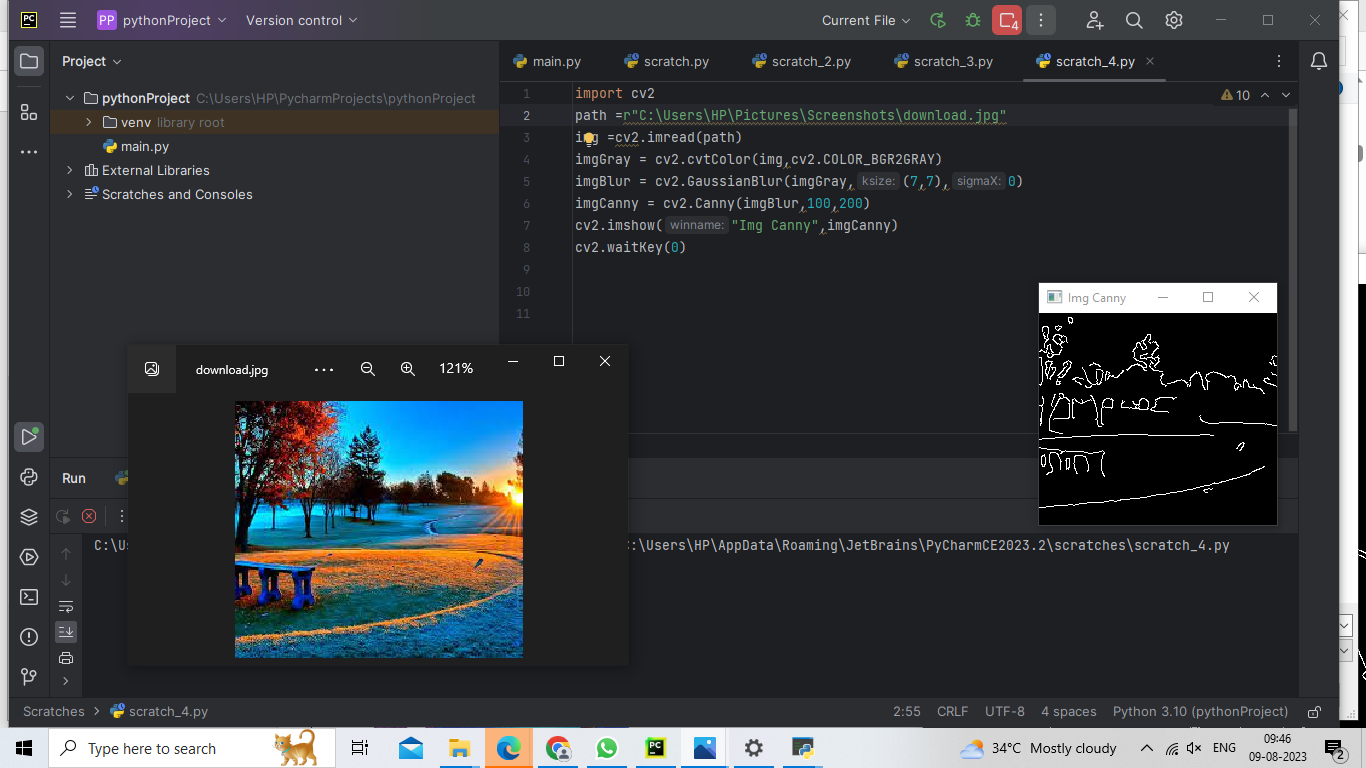 PC
PP pythonProject
Version control
Current File
4
Project
main.py
scratch.py
scratch_2.py
scratch_3.py
scratch_4.py
pythonProject C:\Users\HP\PycharmProjects\pythonProject
venv library root
main.py
External Libraries
Scratches and Consoles
10
1 import cv2
2 path =r"C:\Users\HP\Pictures\Screenshots\download.jpg"
3 img =cv2.imread(path)
4 imgGray = cv2.cvtColor(img,cv2.COLOR_BGR2GRAY)
5 imgBlur = cv2.GaussianBlur(imgGray, ksize: (7,7), sigmaX: 0)
6 imgCanny = cv2.Canny(imgBlur,100,200)
7 cv2.imshow( winname: "Img Canny",imgCanny)
8 cv2.waitKey(0)
9
10
11
Img Canny
download.jpg
121%
Run
C:\Us
:\Users\HP\AppData\Roaming\JetBrains\PyCharmCE2023.2\scratches\scratch_4.py
Scratches
scratch_4.py
2:55 CRLF UTF-8 4 spaces Python 3.10 (pythonProject)
Type here to search
PC
34°C Mostly cloudy
ENG
09:46
09-08-2023
2